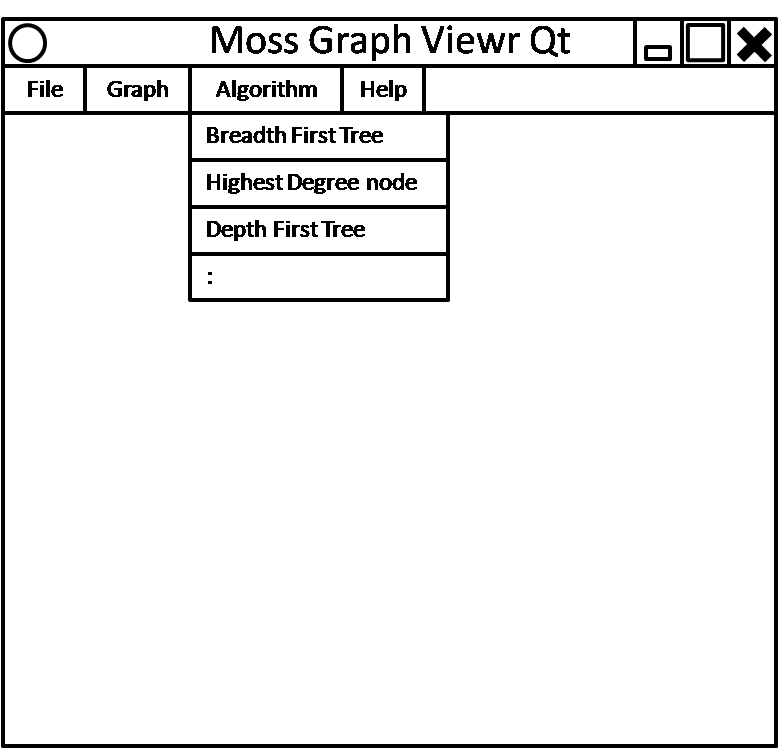 Moss Graph Viewr Qt
File Graph Algorithm Help
Breadth First Tree
Highest Degree node
Depth First Tree
: